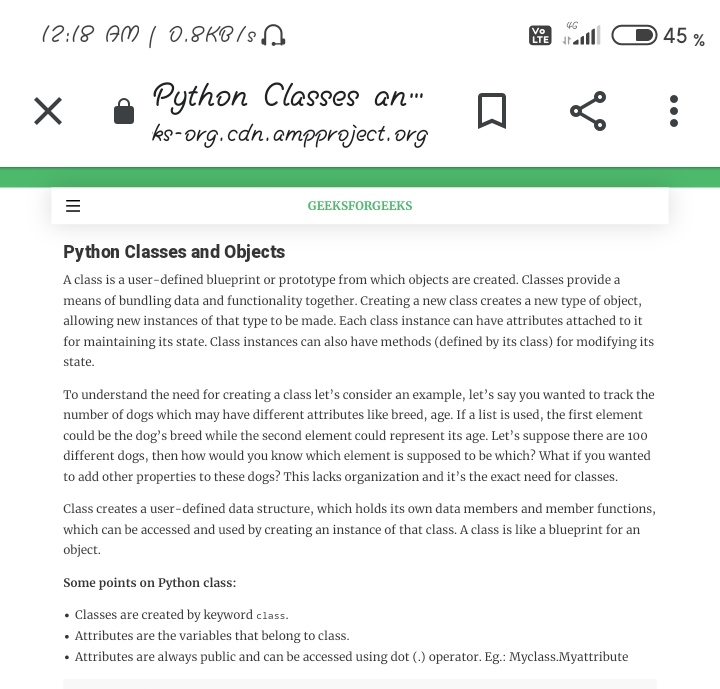 12:18 AM | 0.8KB/s
Vo LTE 4G 45 %
Python Classes an...
ks-org.cdn.ampproject.org
GEEKSFORGEEKS
Python Classes and Objects
A class is a user-defined blueprint or prototype from which objects are created. Classes provide a
means of bundling data and functionality together. Creating a new class creates a new type of object,
allowing new instances of that type to be made. Each class instance can have attributes attached to it
for maintaining its state. Class instances can also have methods (defined by its class) for modifying its
state.
To understand the need for creating a class let’s consider an example, let’s say you wanted to track the
number of dogs which may have different attributes like breed, age. If a list is used, the first element
could be the dog’s breed while the second element could represent its age. Let’s suppose there are 100
different dogs, then how would you know which element is supposed to be which? What if you wanted
to add other properties to these dogs? This lacks organization and it’s the exact need for classes.
Class creates a user-defined data structure, which holds its own data members and member functions,
which can be accessed and used by creating an instance of that class. A class is like a blueprint for an
object.
Some points on Python class:
• Classes are created by keyword class.
• Attributes are the variables that belong to class.
• Attributes are always public and can be accessed using dot (.) operator. Eg.: Myclass.Myattribute